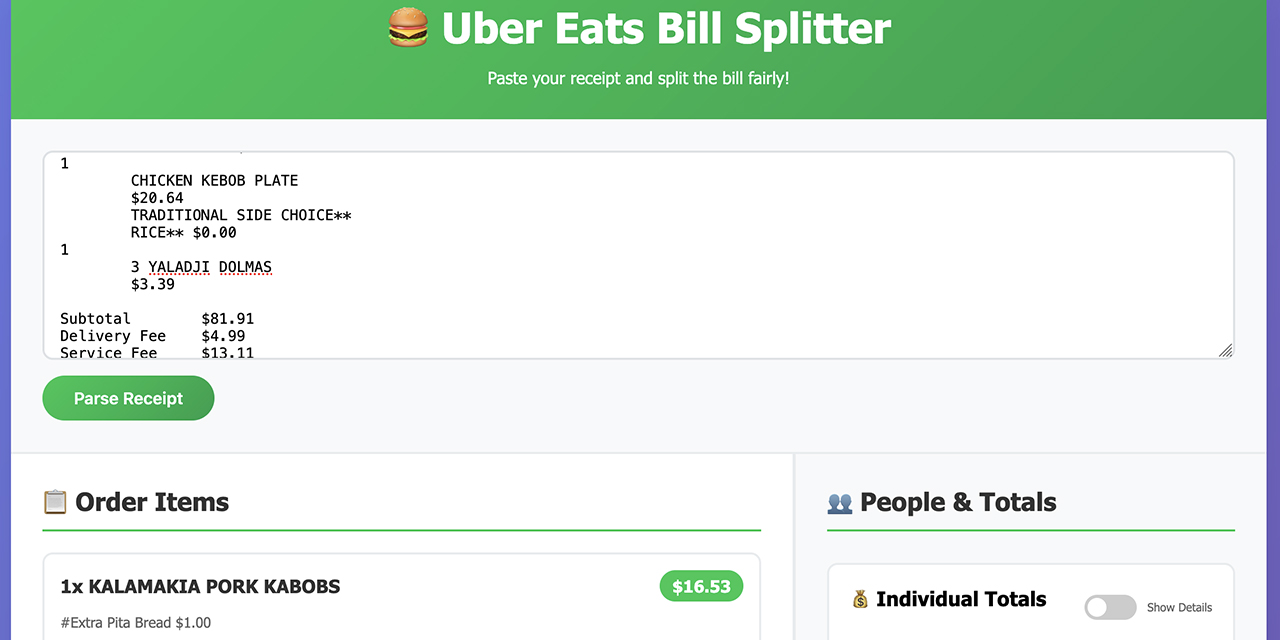 Uber Eats Bill Splitter
Paste your receipt and split the bill fairly!
1
CHICKEN KEBOB PLATE
$20.64
TRADITIONAL SIDE CHOICE**
RICE** $0.00
1
3 YALADJI DOLMAS
$3.39
Subtotal $81.91
Delivery Fee $4.99
Service Fee $13.11
Parse Receipt
Order Items
1x KALAMAKIA PORK KABOBS $16.53
#Extra Pita Bread $1.00
People & Totals
Individual Totals
Show Details